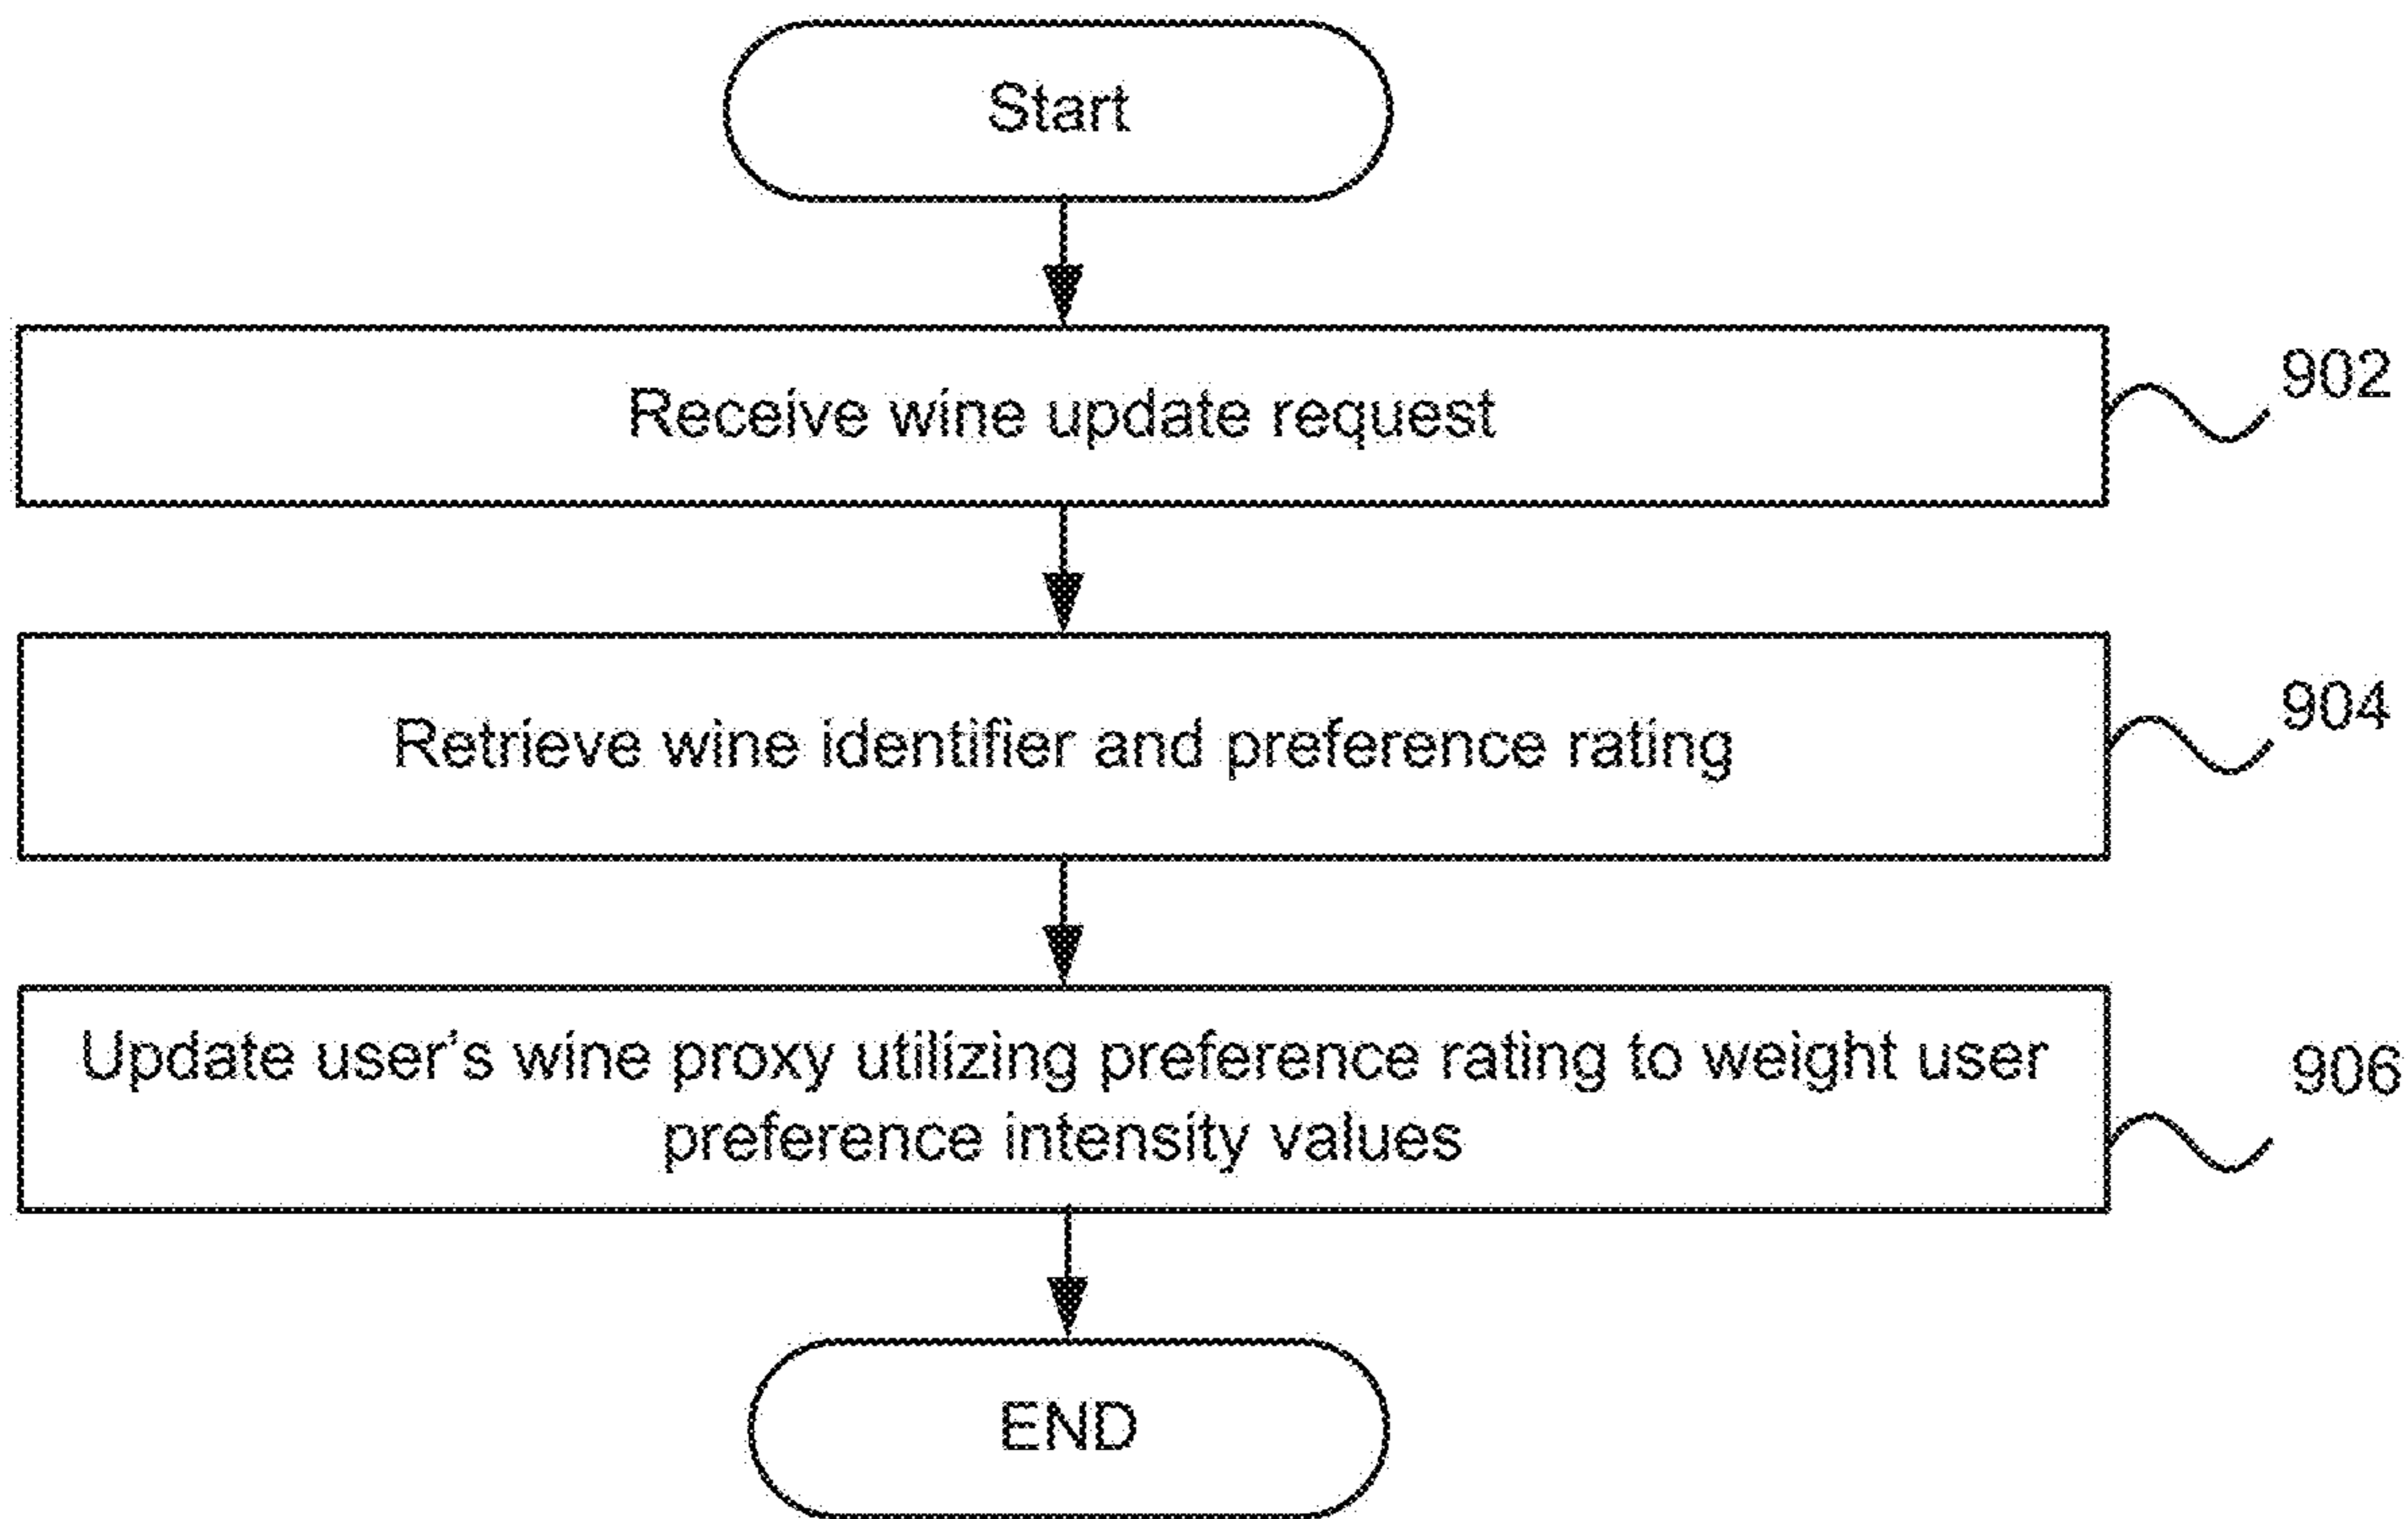 Start
Receive wine update request
902
Retrieve wine identifier and preference rating
904
Update user's wine proxy utilizing preference rating to weight user
preference intensity values
906
END